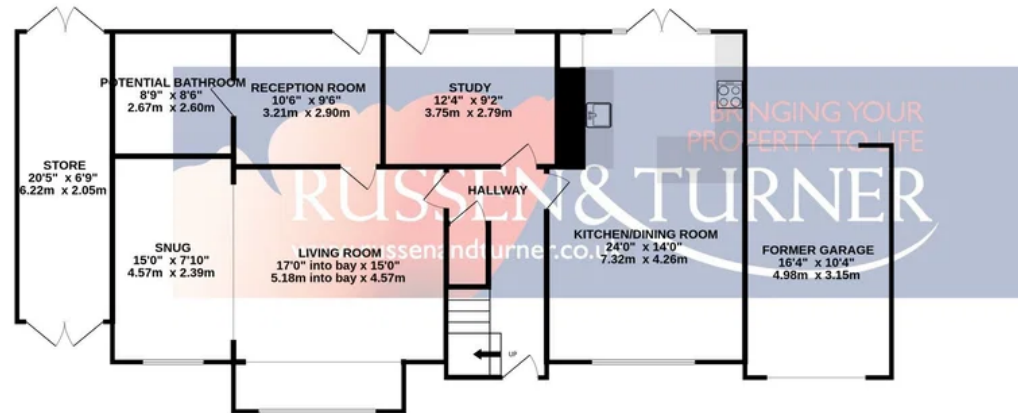 POTENTIAL BATHROOM
8'9" x 8'6"
2.67m x 2.60m
RECEPTION ROOM
10'6" x 9'6"
3.21m x 2.90m
STUDY
12'4" x 9'2"
3.75m x 2.79m
BRINGING YOUR
PROPERTY TO LIFE
STORE
20'5" x 6'9"
6.22m x 2.05m
HALLWAY
RUSSEN & TURNER
www.russenandturner.co.u
SNUG
15'0" x 7'10"
4.57m x 2.39m
LIVING ROOM
17'0" into bay x 15'0"
5.18m into bay x 4.57m
KITCHEN/DINING ROOM
24'0" x 14'0"
7.32m x 4.26m
FORMER GARAGE
16'4" x 10'4"
4.98m x 3.15m
UP